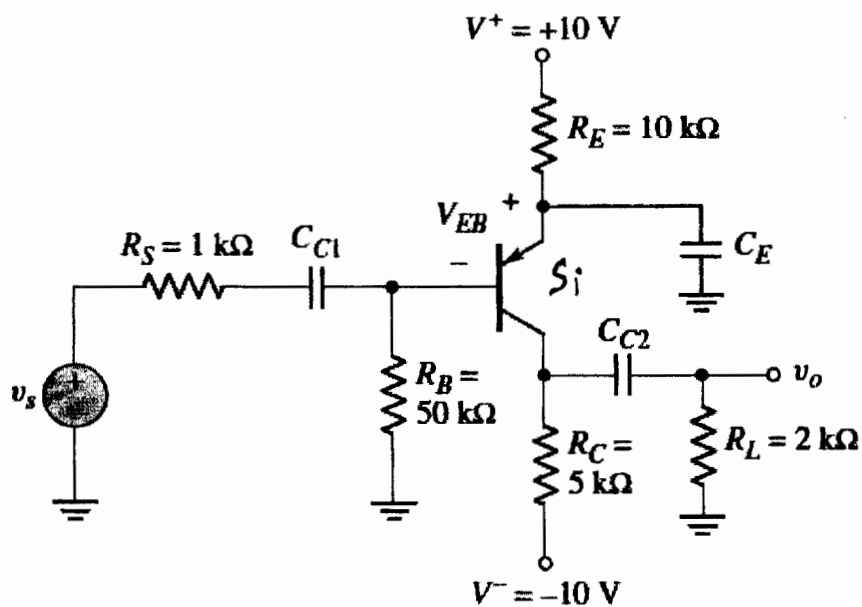 V⁺ = +10 V
R_E = 10 kΩ
V_EB
+
−
R_S = 1 kΩ
C_C1
Si
C_E
C_C2
v_s
+
R_B =
50 kΩ
v_o
R_C =
5 kΩ
R_L = 2 kΩ
V⁻ = −10 V